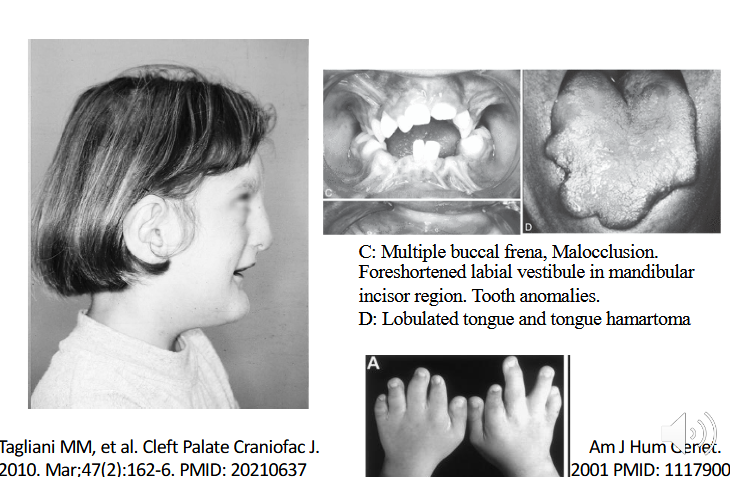 C
D
C: Multiple buccal frena, Malocclusion.
Foreshortened labial vestibule in mandibular
incisor region. Tooth anomalies.
D: Lobulated tongue and tongue hamartoma
A
Tagliani MM, et al. Cleft Palate Craniofac J.
2010. Mar;47(2):162-6. PMID: 20210637
Am J Hum Genet.
2001 PMID: 1117900